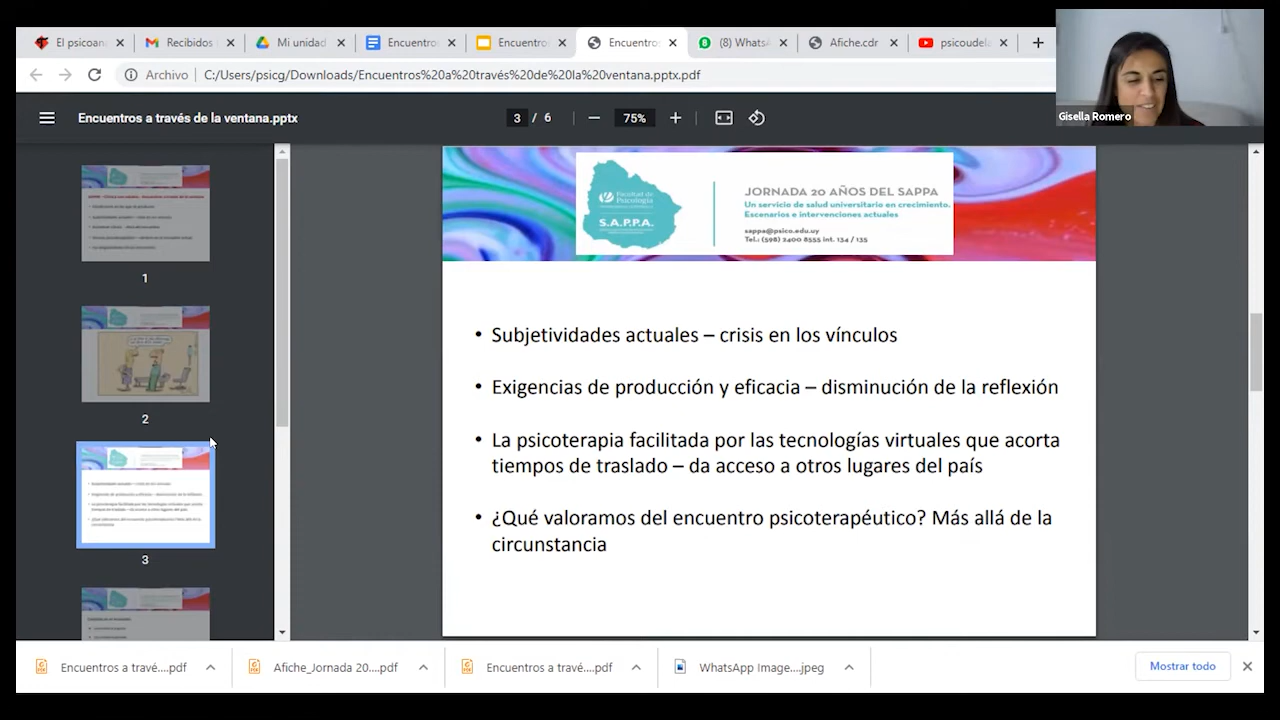 El psicoan
Recibidos
Mi unidad
Encuentro
Encuentro
Encuentro
(8) Whats
Afiche.cdr
psicoudela
Archivo
C:/Users/psicg/Downloads/Encuentros%20a%20través%20de%20la%20ventana.pptx.pdf
Gisella Romero
Encuentros a través de la ventana.pptx
3 / 6
75%
Facultad de
Psicología
S.A.P.P.A.
JORNADA 20 AÑOS DEL SAPPA
Un servicio de salud universitario en crecimiento.
Escenarios e intervenciones actuales
sappa@psico.edu.uy
Tel.: (598) 2400 8555 int. 134 / 135
1
2
3
• Subjetividades actuales – crisis en los vínculos
• Exigencias de producción y eficacia – disminución de la reflexión
• La psicoterapia facilitada por las tecnologías virtuales que acorta
tiempos de traslado – da acceso a otros lugares del país
• ¿Qué valoramos del encuentro psicoterapéutico? Más allá de la
circunstancia
Encuentros a travé....pdf
Afiche_Jornada 20....pdf
Encuentros a travé....pdf
WhatsApp Image....jpeg
Mostrar todo